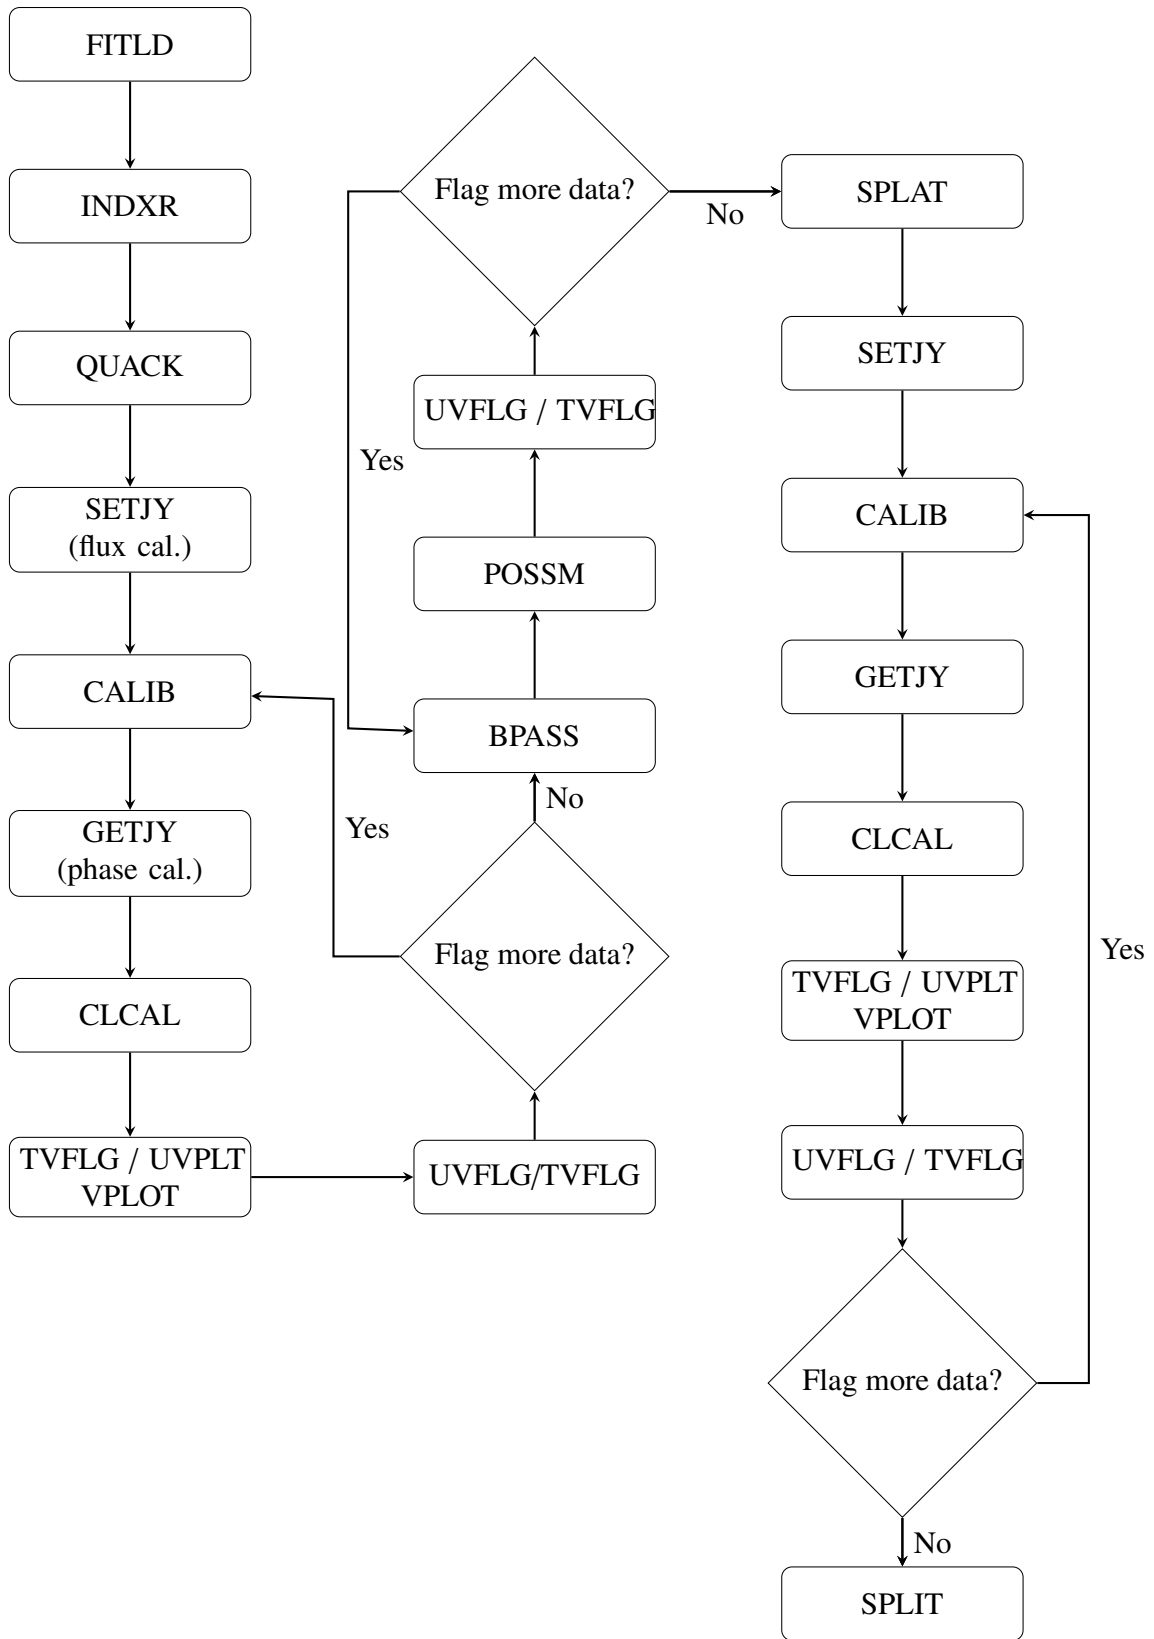 FITLD
INDXR
QUACK
SETJY
(flux cal.)
CALIB
GETJY
(phase cal.)
CLCAL
TVFLG / UVPLT
VPLOT
UVFLG/TVFLG
Flag more data?
Yes
No
BPASS
POSSM
UVFLG / TVFLG
Flag more data?
Yes
No
SPLAT
SETJY
CALIB
GETJY
CLCAL
TVFLG / UVPLT
VPLOT
UVFLG / TVFLG
Flag more data?
Yes
No
SPLIT